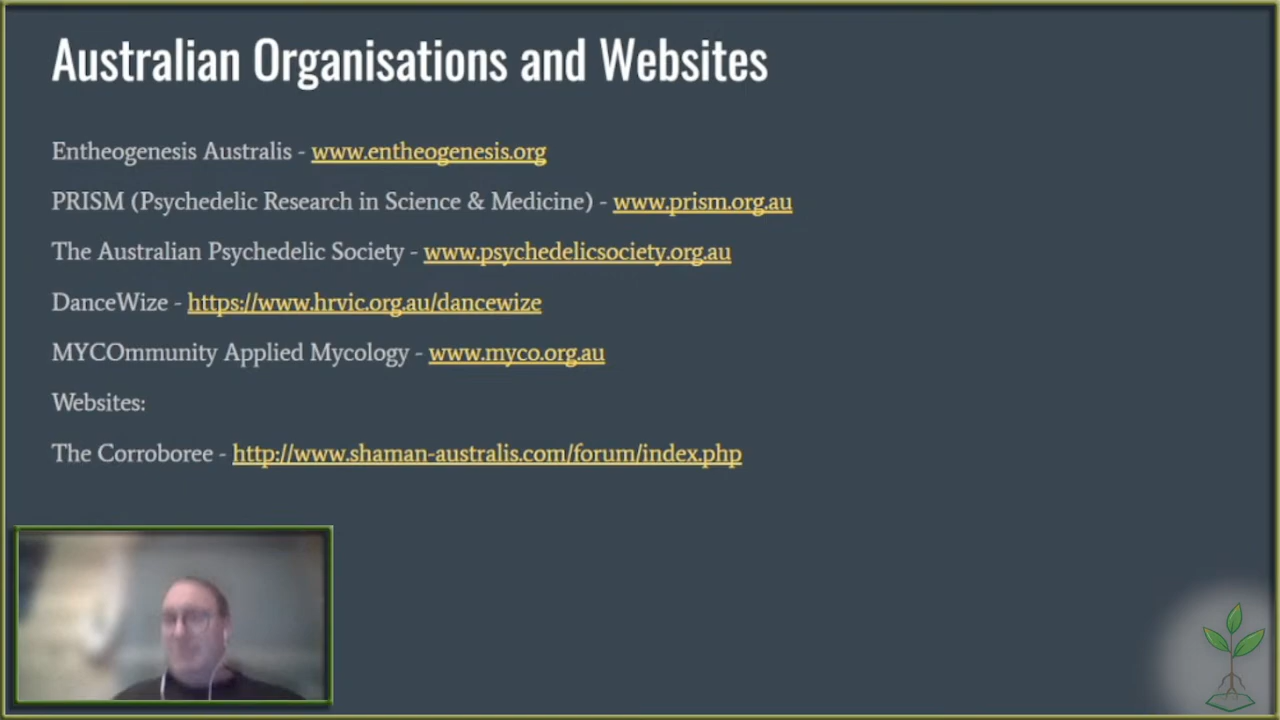 Australian Organisations and Websites
Entheogenesis Australis - www.entheogenesis.org
PRISM (Psychedelic Research in Science & Medicine) - www.prism.org.au
The Australian Psychedelic Society - www.psychedelicsociety.org.au
DanceWize - https://www.hrvic.org.au/dancewize
MYCOmmunity Applied Mycology - www.myco.org.au
Websites:
The Corroboree - http://www.shaman-australis.com/forum/index.php